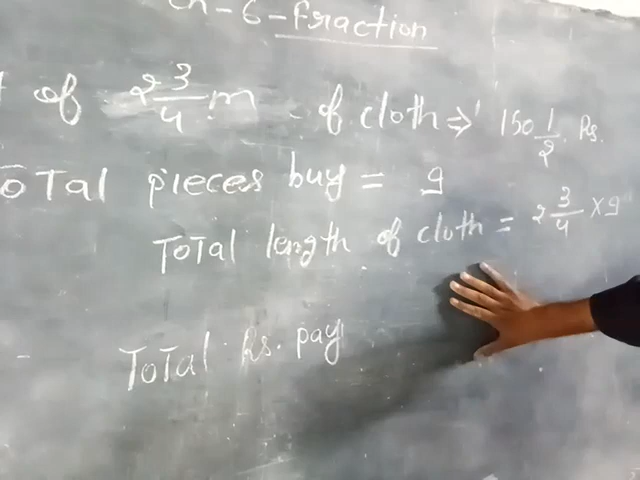 Ch - 6 - Fraction
of 2 3/4 m - of cloth => 150 1/2 Rs.
Total pieces buy = 9
Total length of cloth = 2 3/4 x 9
Total Rs. pay